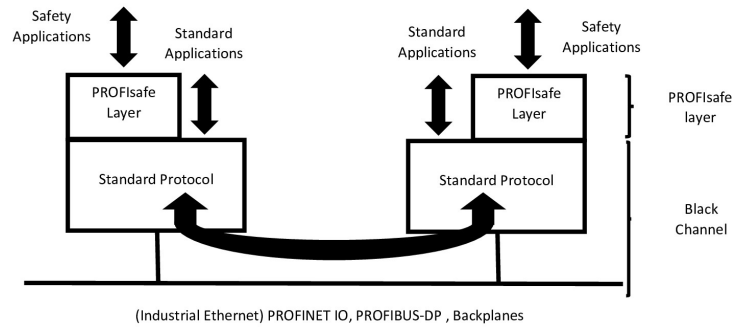 Safety
Applications
Standard
Applications
Standard
Applications
Safety
Applications
PROFIsafe
Layer
PROFIsafe
Layer
PROFIsafe
layer
Standard Protocol
Standard Protocol
Black
Channel
(Industrial Ethernet) PROFINET IO, PROFIBUS-DP , Backplanes